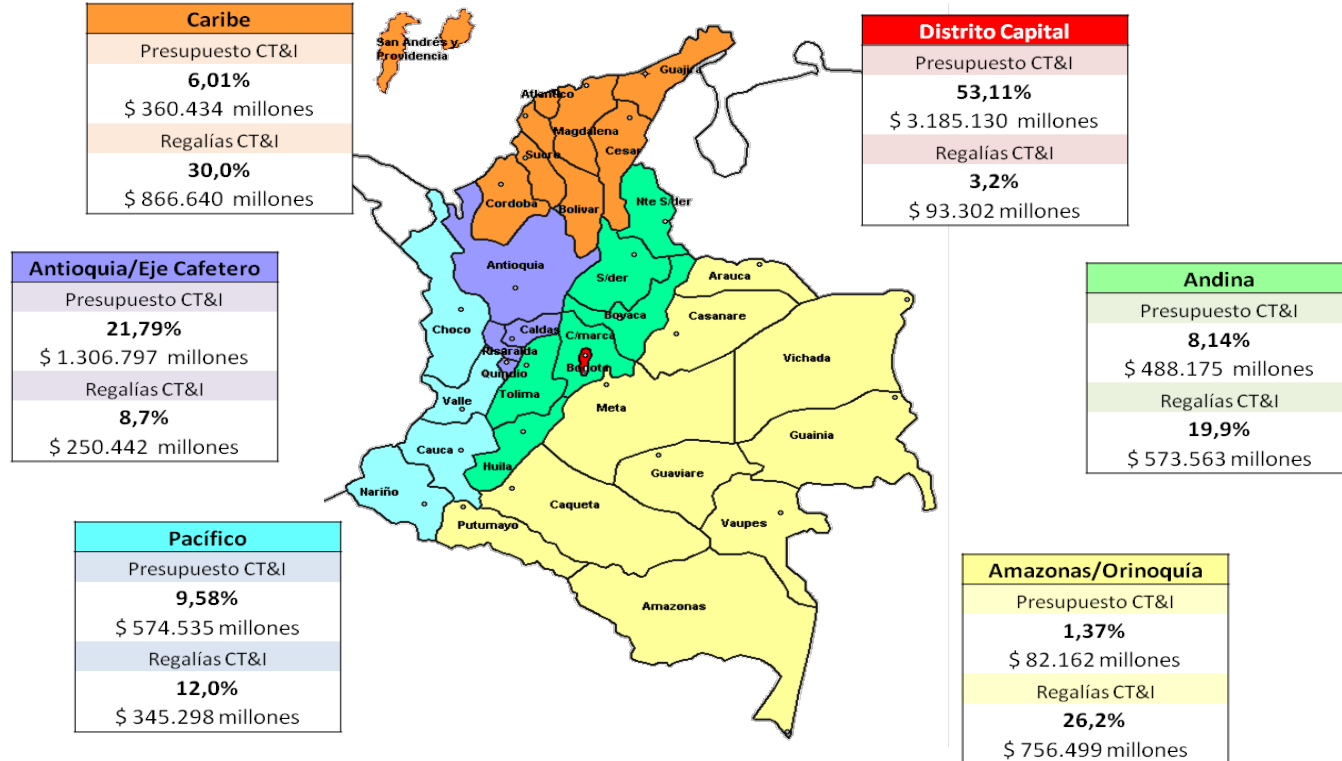 Caribe
Presupuesto CT&I
6,01%
$ 360.434 millones
Regalías CT&I
30,0%
$ 866.640 millones
Distrito Capital
Presupuesto CT&I
53,11%
$ 3.185.130 millones
Regalías CT&I
3,2%
$ 93.302 millones
Antioquia/Eje Cafetero
Presupuesto CT&I
21,79%
$ 1.306.797 millones
Regalías CT&I
8,7%
$ 250.442 millones
Andina
Presupuesto CT&I
8,14%
$ 488.175 millones
Regalías CT&I
19,9%
$ 573.563 millones
Pacífico
Presupuesto CT&I
9,58%
$ 574.535 millones
Regalías CT&I
12,0%
$ 345.298 millones
Amazonas/Orinoquía
Presupuesto CT&I
1,37%
$ 82.162 millones
Regalías CT&I
26,2%
$ 756.499 millones
San Andrés y
Providencia
Guajira
Atlantico
Magdalena
Cesar
Sucre
Cordoba
Bolivar
Nte S/der
Antioquia
S/der
Arauca
Boyaca
Casanare
Choco
Caldas
C/marca
Risaralda
Vichada
Quindio
Bogota
Tolima
Valle
Meta
Guainia
Cauca
Huila
Guaviare
Nariño
Caqueta
Putumayo
Vaupes
Amazonas